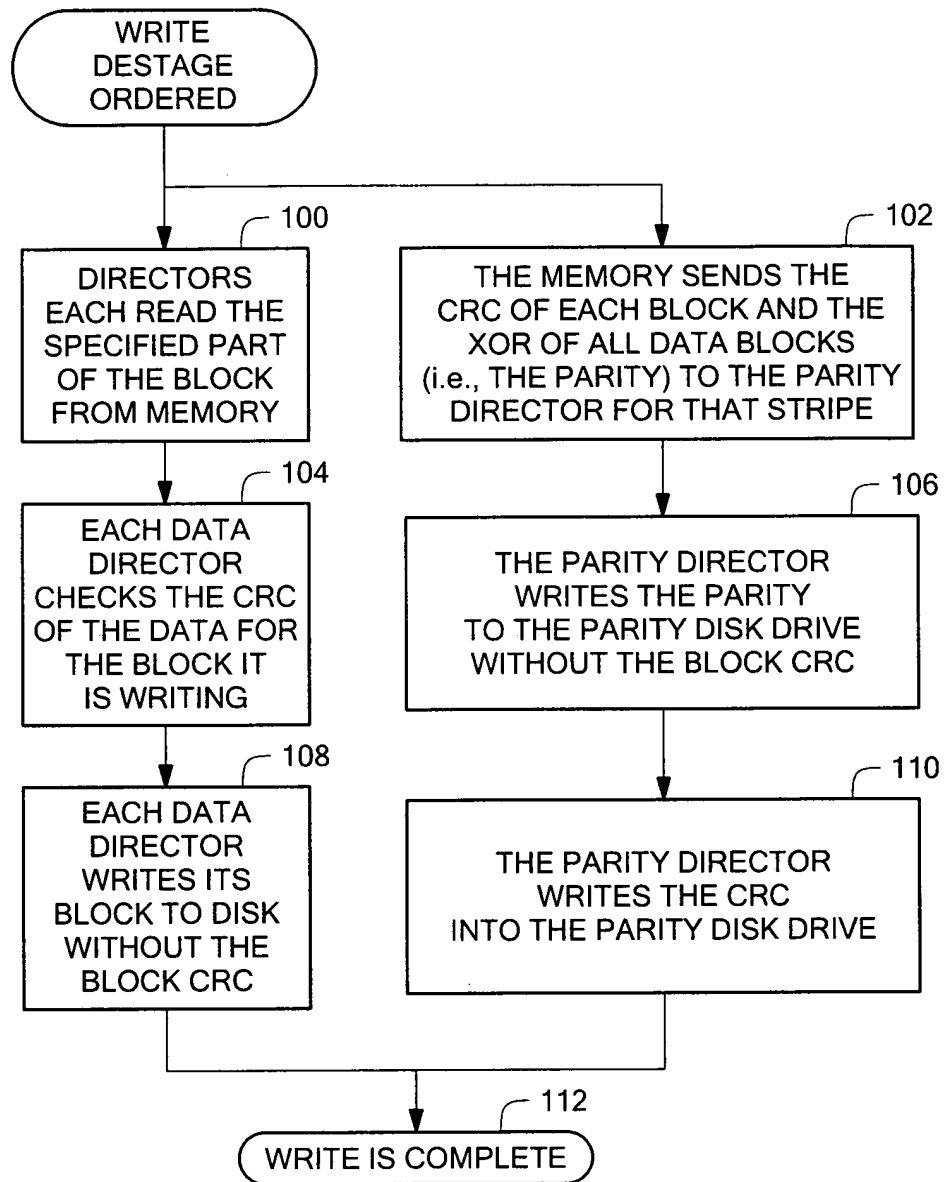 WRITE
DESTAGE
ORDERED
100
DIRECTORS
EACH READ THE
SPECIFIED PART
OF THE BLOCK
FROM MEMORY
102
THE MEMORY SENDS THE
CRC OF EACH BLOCK AND THE
XOR OF ALL DATA BLOCKS
(i.e., THE PARITY) TO THE PARITY
DIRECTOR FOR THAT STRIPE
104
EACH DATA
DIRECTOR
CHECKS THE CRC
OF THE DATA FOR
THE BLOCK IT
IS WRITING
106
THE PARITY DIRECTOR
WRITES THE PARITY
TO THE PARITY DISK DRIVE
WITHOUT THE BLOCK CRC
108
EACH DATA
DIRECTOR
WRITES ITS
BLOCK TO DISK
WITHOUT THE
BLOCK CRC
110
THE PARITY DIRECTOR
WRITES THE CRC
INTO THE PARITY DISK DRIVE
112
WRITE IS COMPLETE